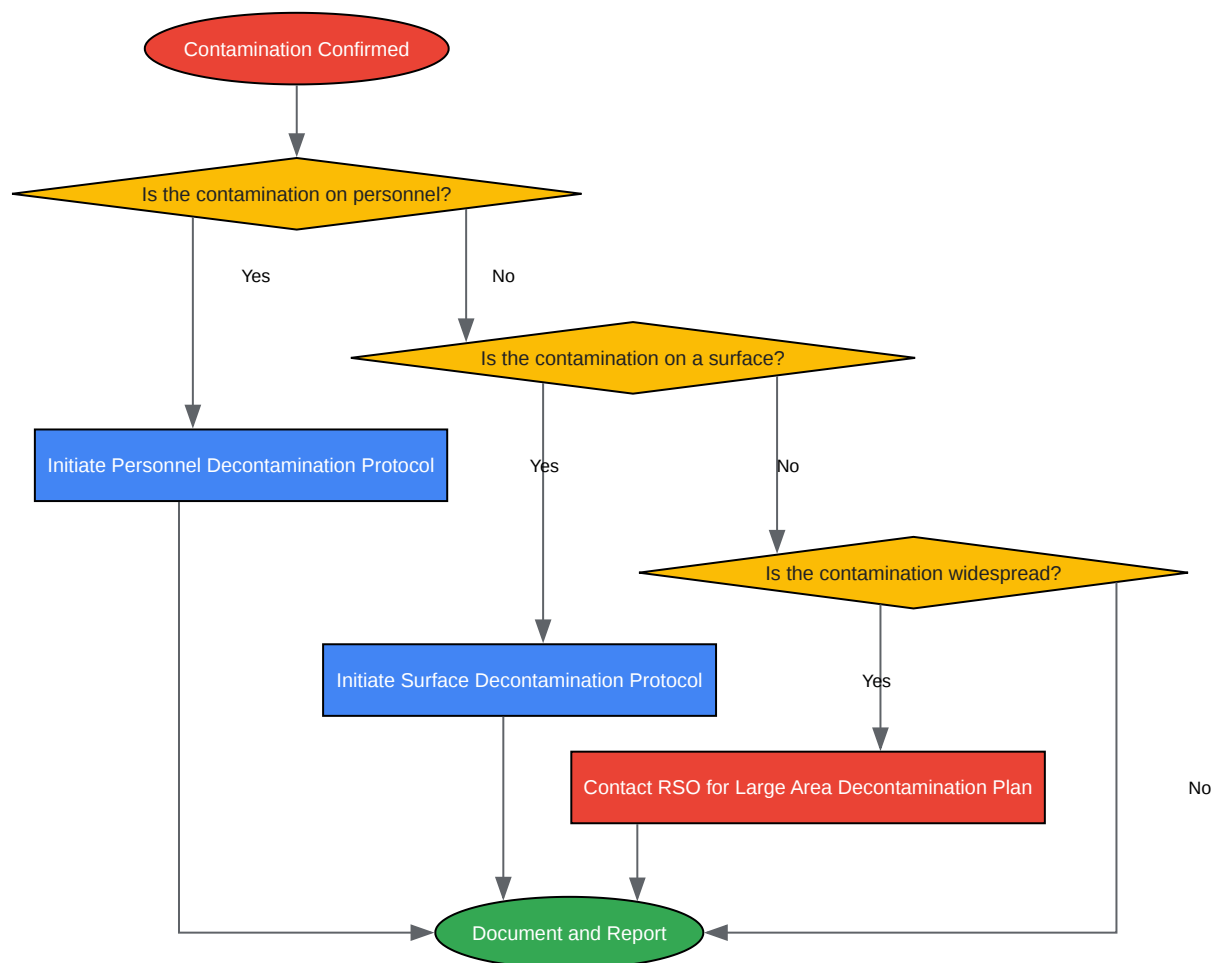 Contamination Confirmed
Is the contamination on personnel?
Yes
No
Is the contamination on a surface?
Initiate Personnel Decontamination Protocol
Yes
No
Is the contamination widespread?
Initiate Surface Decontamination Protocol
Yes
Contact RSO for Large Area Decontamination Plan
No
Document and Report